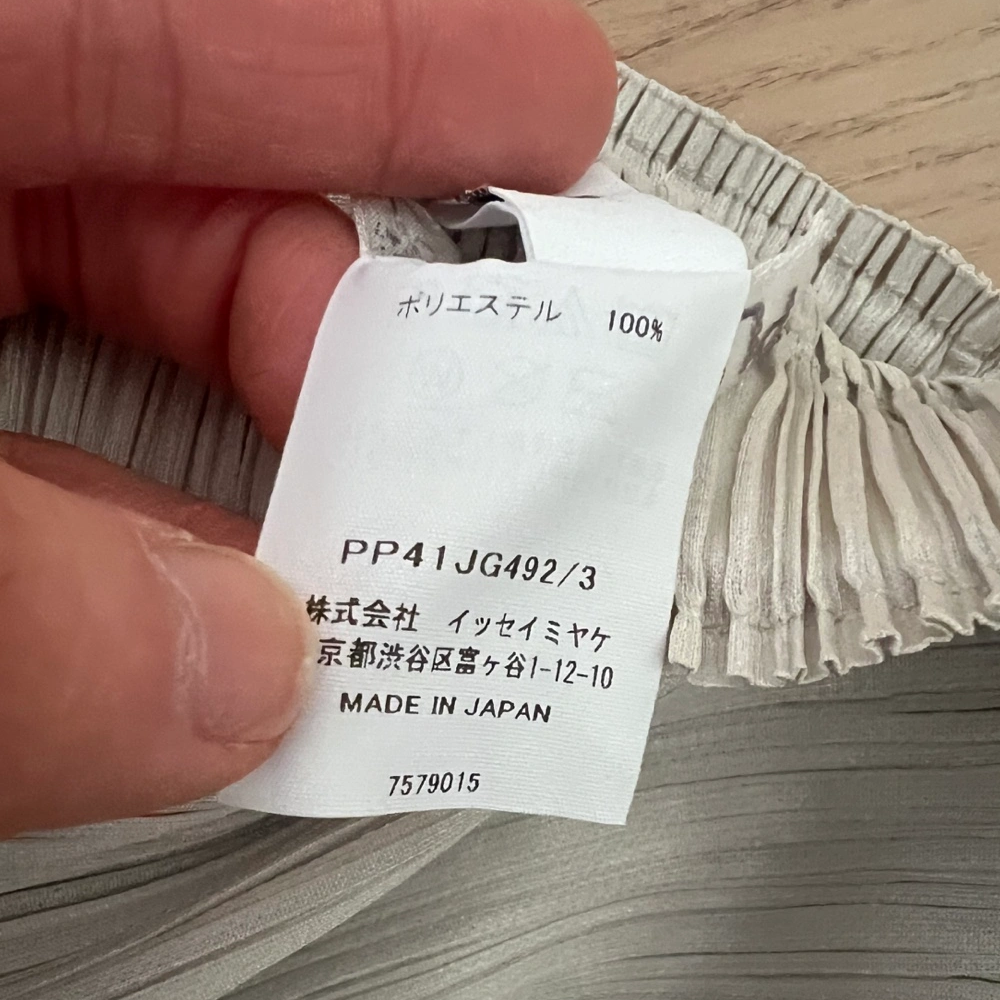 ポリエステル 100%
PP41JG492/3
株式会社 イッセイミヤケ
京都渋谷区富ヶ谷1-12-10
MADE IN JAPAN
7579015